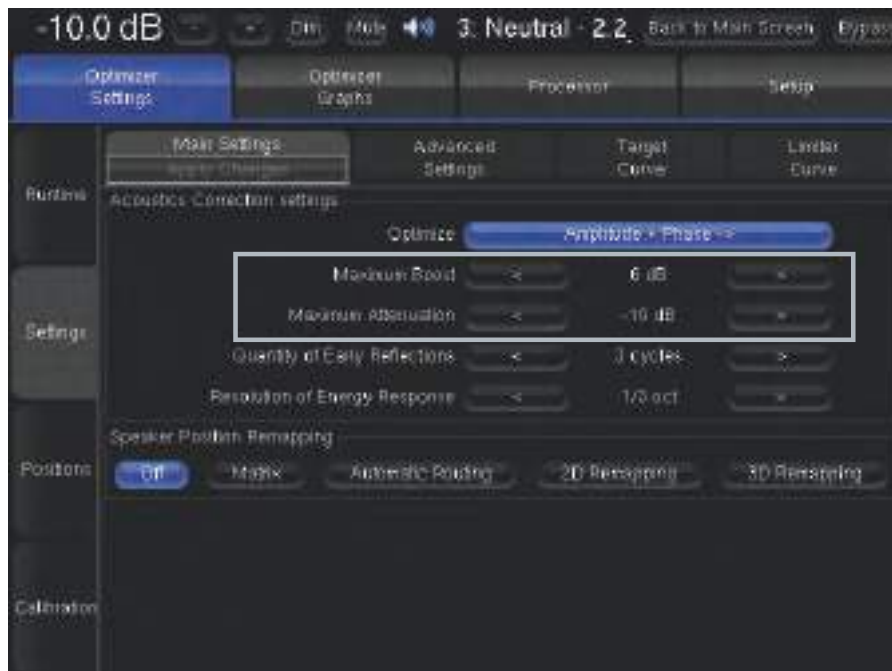 -10.0 dB - + Dim Mute 3. Neutral - 2.2 Back to Main Screen Bypass
Optimizer Settings
Optimizer Graphs
Processor
Setup
Main Settings
Apply Changes
Advanced Settings
Target Curve
Limiter Curve
Runtime
Settings
Positions
Calibration
Acoustics Correction settings
Optimize Amplitude + Phase ->
Maximum Boost < 6 dB >
Maximum Attenuation < -10 dB >
Quantity of Early Reflections < 3 cycles >
Resolution of Energy Response < 1/3 oct >
Speaker Position Remapping
Off Matrix Automatic Routing 2D Remapping 3D Remapping